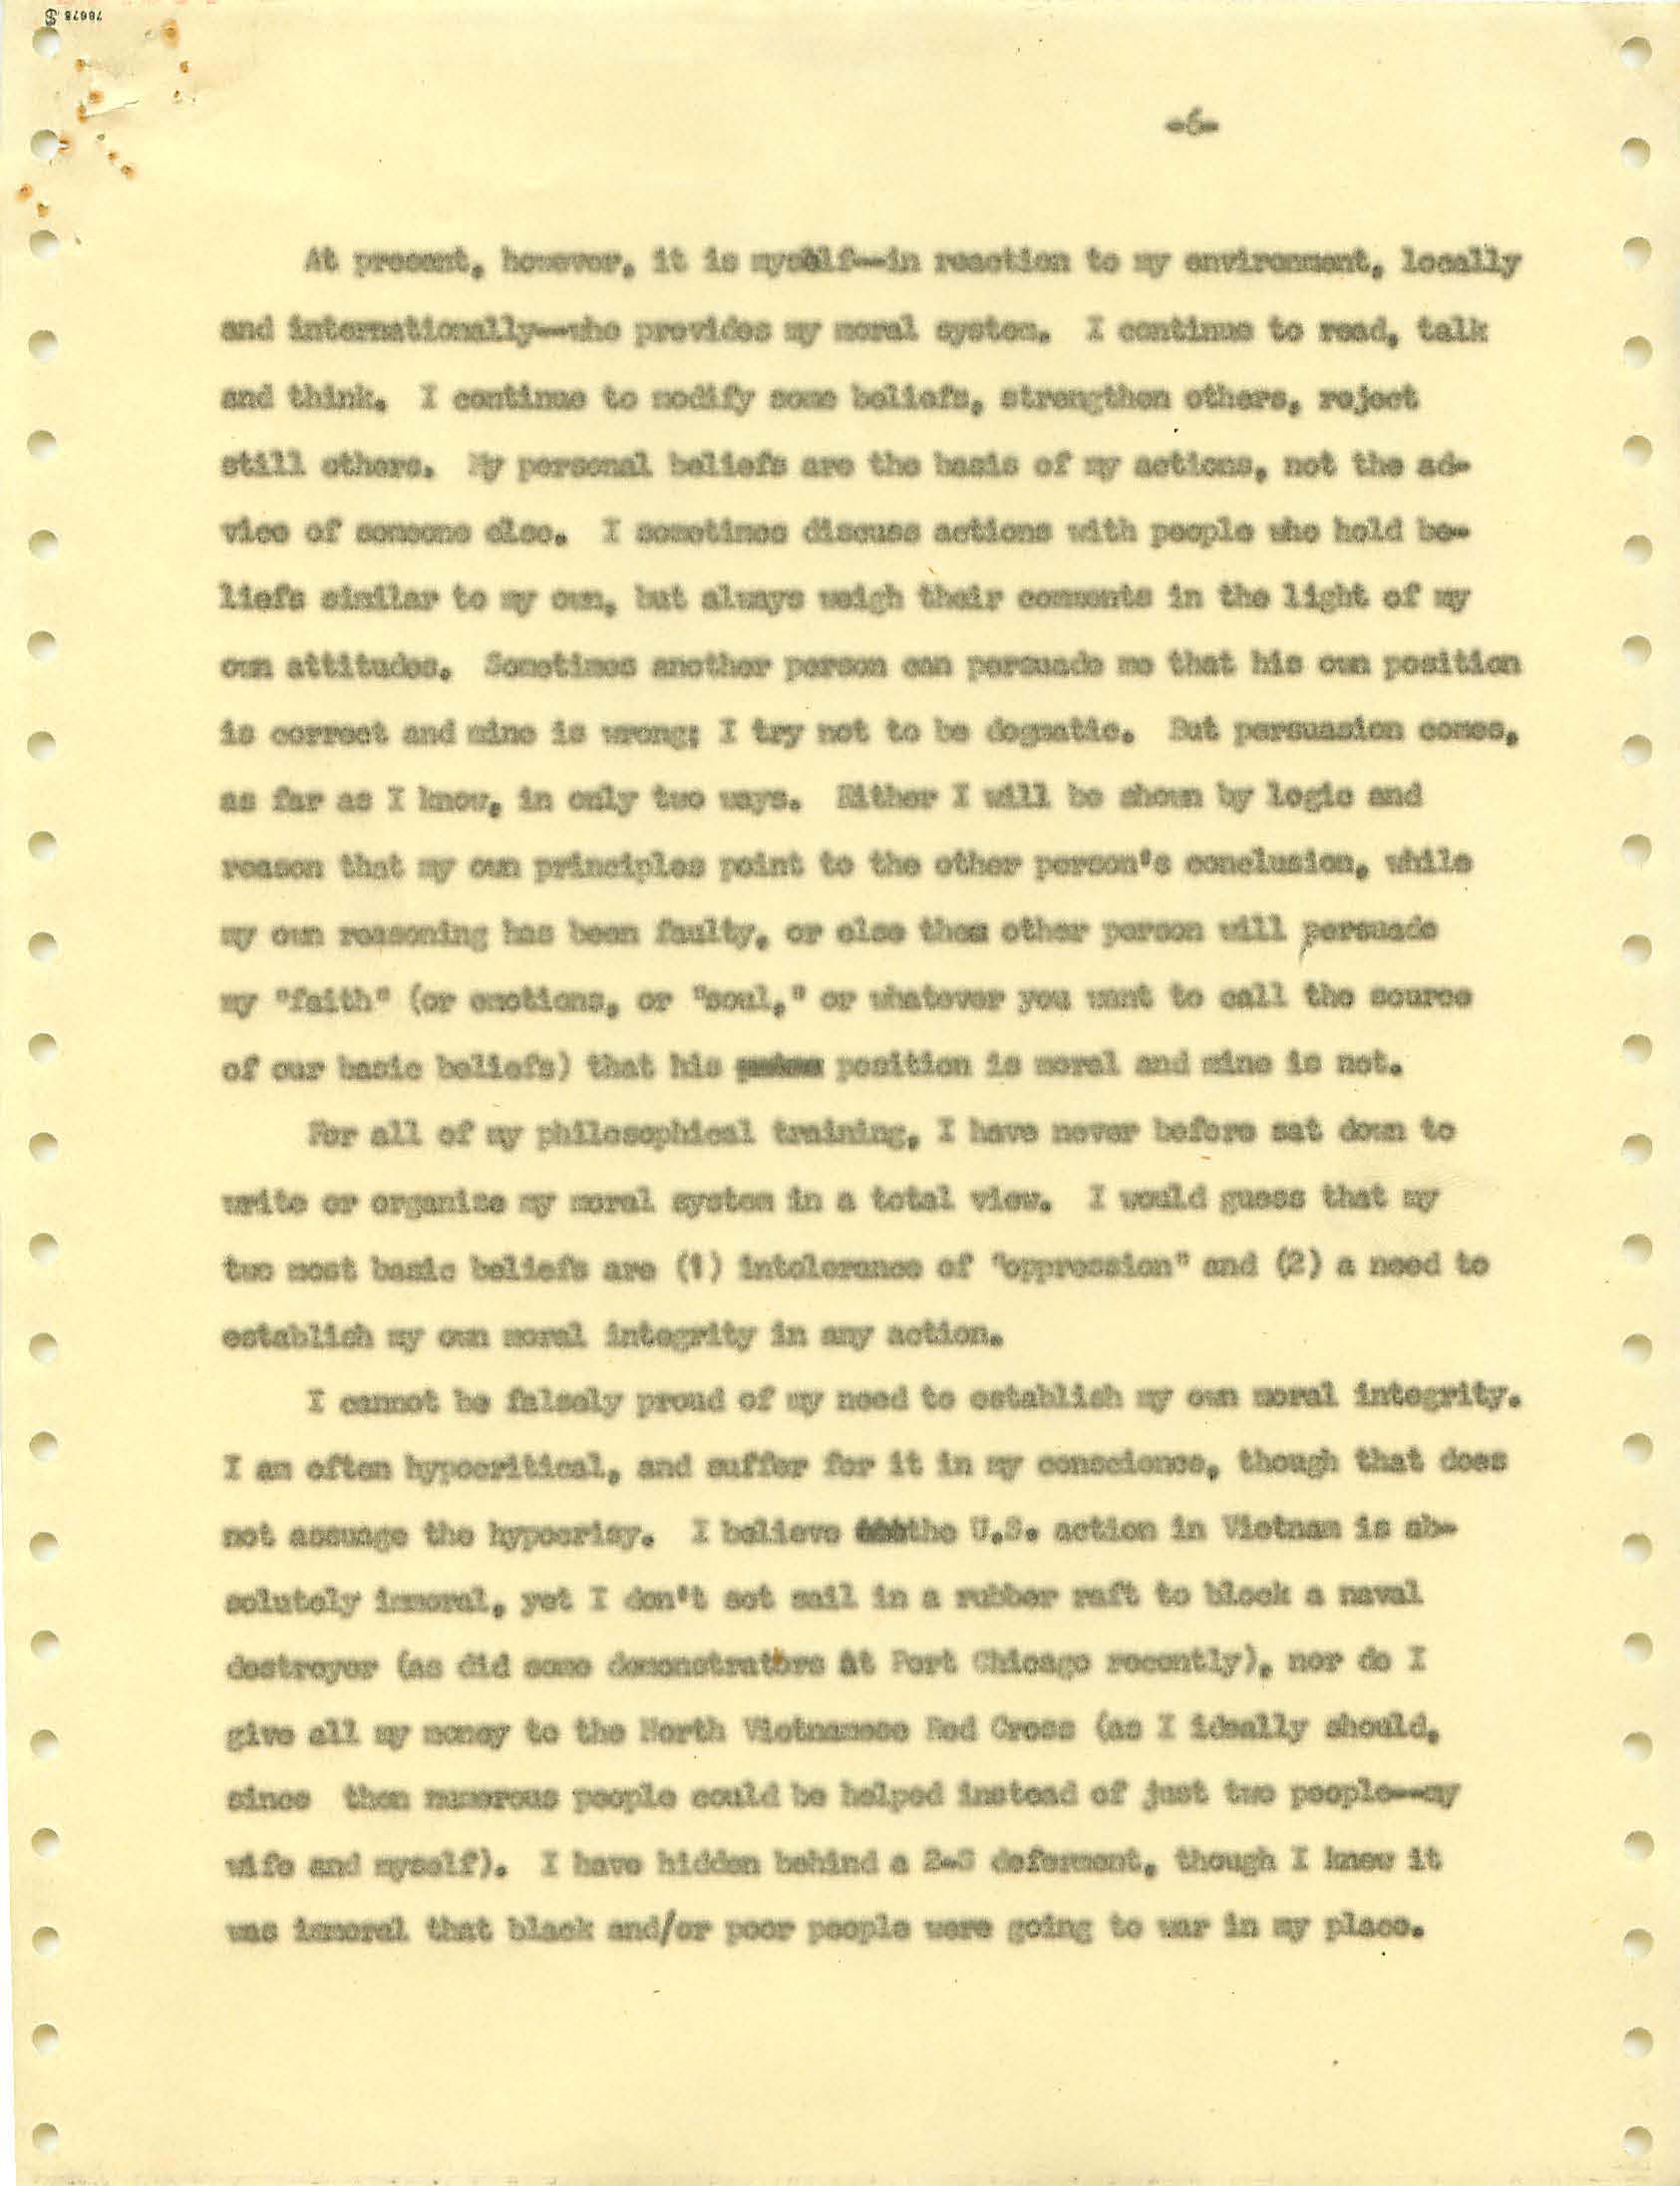 78678
-6-
At present, however, it is myself--in reaction to my environment, locally
and internationally--who provides my moral system.  I continue to read, talk
and think.  I continue to modify some beliefs, strengthen others, reject
still others.  My personal beliefs are the basis of my actions, not the ad-
vice of someone else.  I sometimes discuss actions with people who hold be-
liefs similar to my own, but always weigh their comments in the light of my
own attitudes.  Sometimes another person can persuade me that his own position
is correct and mine is wrong; I try not to be dogmatic.  But persuasion comes,
as far as I know, in only two ways.  Either I will be shown by logic and
reason that my own principles point to the other person's conclusion, while
my own reasoning has been faulty, or else the other person will persuade
my "faith" (or emotions, or "soul," or whatever you want to call the source
of our basic beliefs) that his position is moral and mine is not.
For all of my philosophical training, I have never before sat down to
write or organize my moral system in a total view.  I would guess that my
two most basic beliefs are (1) intolerance of "oppression" and (2) a need to
establish my own moral integrity in any action.
I cannot be falsely proud of my need to establish my own moral integrity.
I am often hypocritical, and suffer for it in my conscience, though that does
not assuage the hypocrisy.  I believe the U.S. action in Vietnam is ab-
solutely immoral, yet I don't set sail in a rubber raft to block a naval
destroyer (as did some demonstrators at Port Chicago recently), nor do I
give all my money to the North Vietnamese Red Cross (as I ideally should,
since then numerous people could be helped instead of just two people--my
wife and myself).  I have hidden behind a 2-S deferment, though I knew it
was immoral that black and/or poor people were going to war in my place.